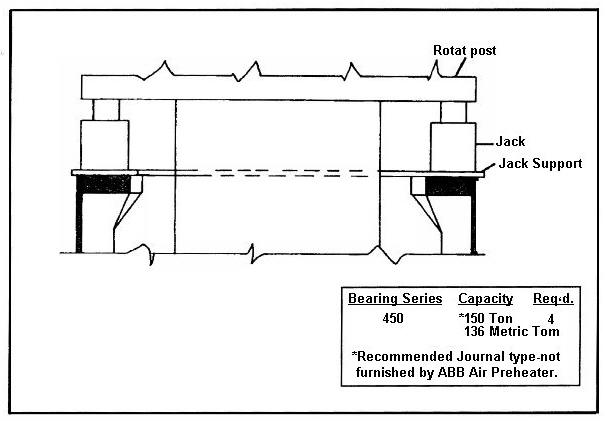 Rotat post
Jack
Jack Support
Bearing Series Capacity Req.d.
450 *150 Ton 4
136 Metric Tom
*Recommended Journal type-not
furnished by ABB Air Preheater.